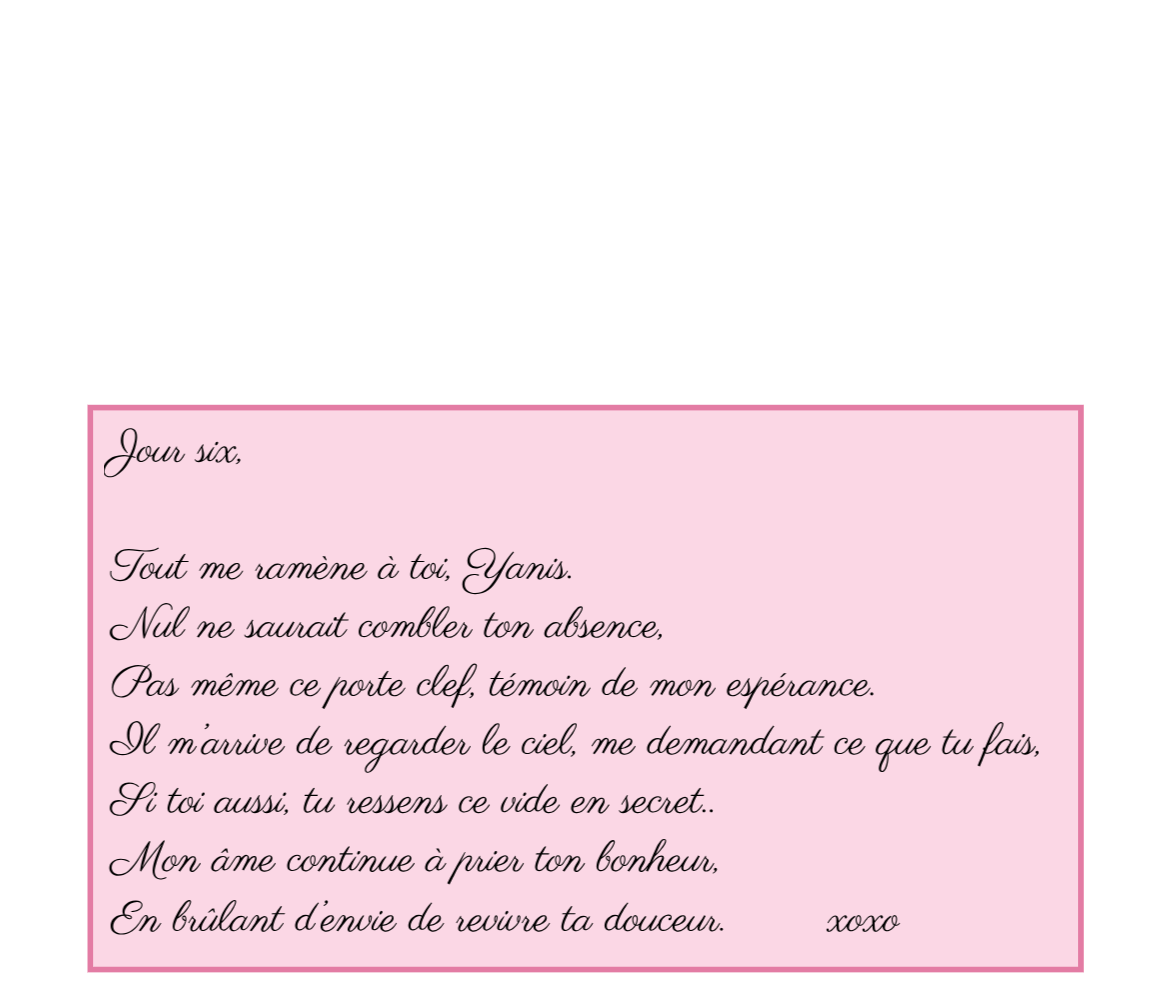 Jour six,
Tout me ramène à toi, Yanis.
Nul ne saurait combler ton absence,
Pas même ce porte clef, témoin de mon espérance.
Il m'arrive de regarder le ciel, me demandant ce que tu fais,
Si toi aussi, tu ressens ce vide en secret..
Mon âme continue à prier ton bonheur,
En brûlant d'envie de revivre ta douceur. xoxo